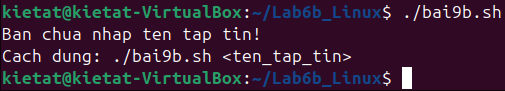 kietat@kietat-VirtualBox:~/Lab6b_Linux$ ./bai9b.sh
Ban chua nhap ten tap tin!
Cach dung: ./bai9b.sh <ten_tap_tin>
kietat@kietat-VirtualBox:~/Lab6b_Linux$